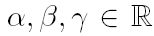 α, β, γ ∈ ℝ